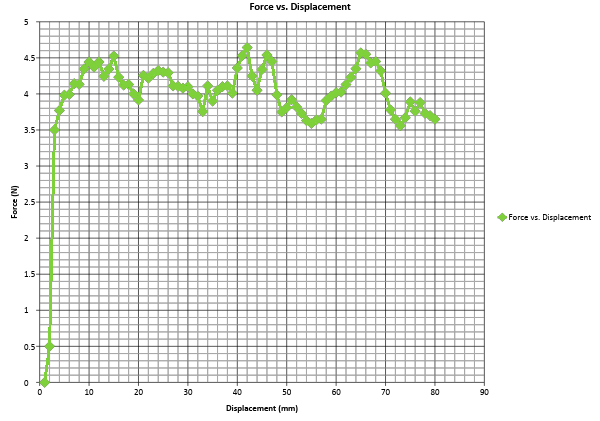 Force vs. Displacement
5
4.5
4
3.5
3
2.5
2
1.5
1
0.5
0
Force (N)
0 10 20 30 40 50 60 70 80 90
Displacement (mm)
Force vs. Displacement